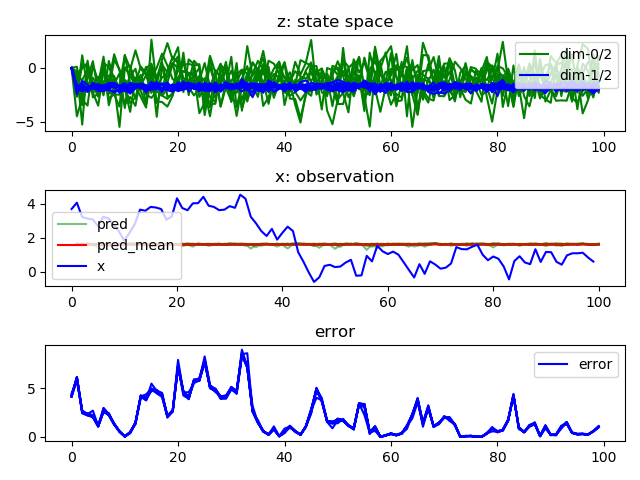 z: state space
0
−5
dim-0/2
dim-1/2
0 20 40 60 80 100
x: observation
4
2
0
pred
pred_mean
x
0 20 40 60 80 100
error
5
0
error
0 20 40 60 80 100